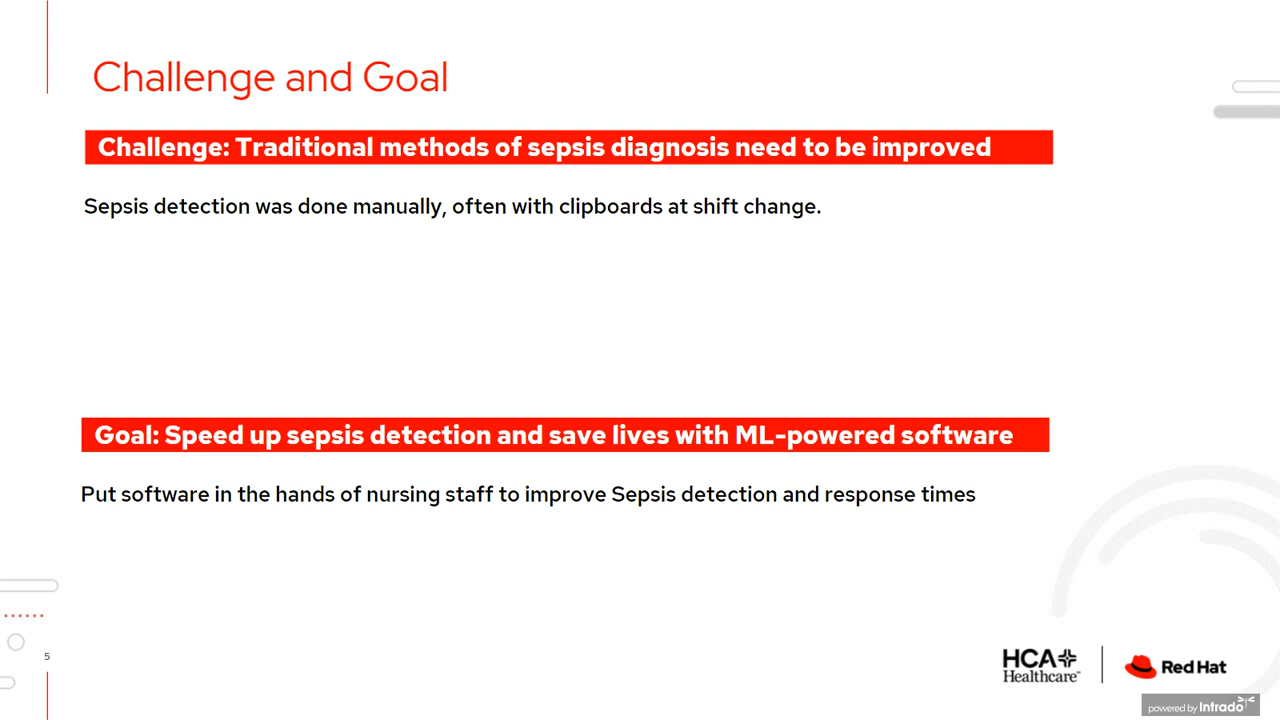 Challenge and Goal
Challenge: Traditional methods of sepsis diagnosis need to be improved
Sepsis detection was done manually, often with clipboards at shift change.
Goal: Speed up sepsis detection and save lives with ML-powered software
Put software in the hands of nursing staff to improve Sepsis detection and response times
5
HCA
Healthcare™
Red Hat
powered by Intrado